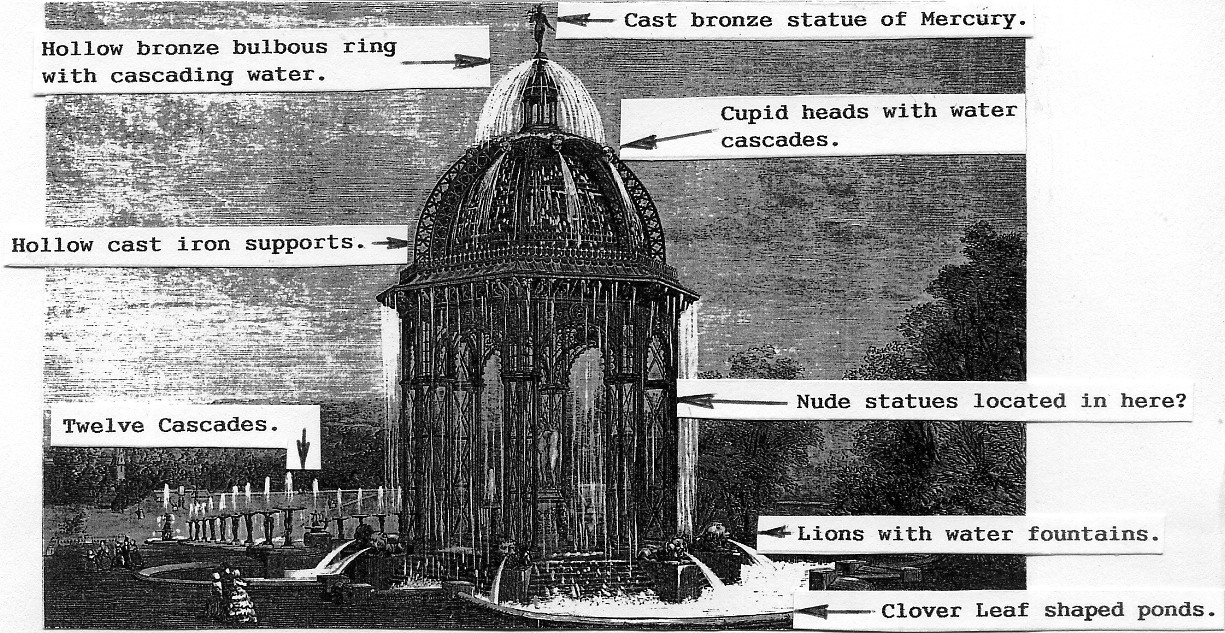 Cast bronze statue of Mercury.
Hollow bronze bulbous ring
with cascading water.
Cupid heads with water
cascades.
Hollow cast iron supports.
Nude statues located in here?
Twelve Cascades.
Lions with water fountains.
Clover Leaf shaped ponds.